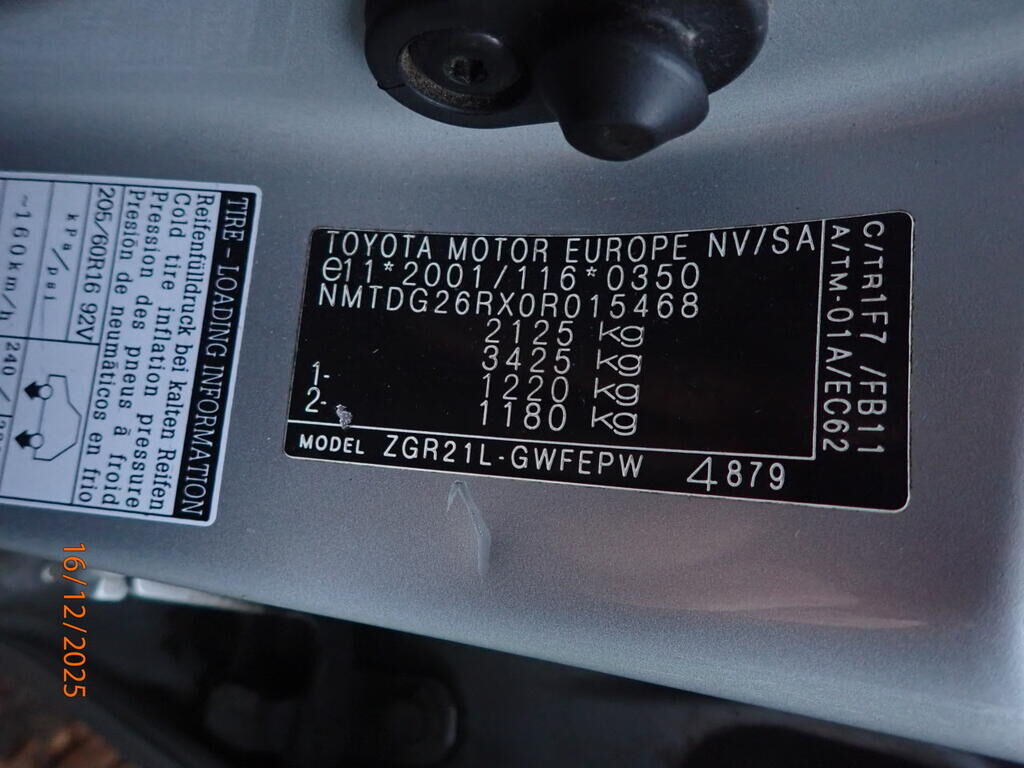 TOYOTA MOTOR EUROPE NV/SA
e11*2001/116*0350
NMTDG26RX0R015468
2125 kg
3425 kg
1- 1220 kg
2- 1180 kg
MODEL ZGR21L-GWFEPW 4879
C/TR1F7 /FB11
A/TM-01A/EC62
TIRE - LOADING INFORMATION
Reifenfülldruck bei kalten Reifen
Cold tire inflation pressure
Pression des pneus à froid
Presión de neumáticos en frio
205/60R16 92V
kPa/psi
~160km/h 240
16/12/2025